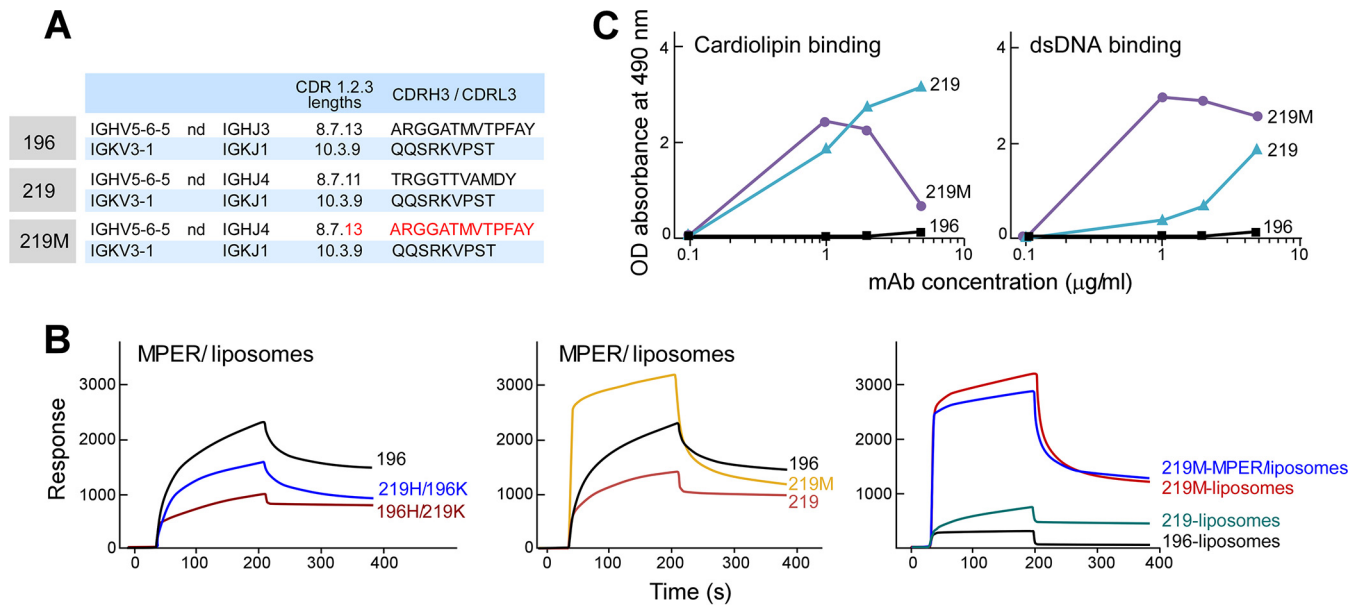 A
CDR 1.2.3 lengths CDRH3 / CDRL3
196
IGHV5-6-5 nd IGHJ3 8.7.13 ARGGATMVTPFAY
IGKV3-1 IGKJ1 10.3.9 QQSRKVPST
219
IGHV5-6-5 nd IGHJ4 8.7.11 TRGGTTVAMDY
IGKV3-1 IGKJ1 10.3.9 QQSRKVPST
219M
IGHV5-6-5 nd IGHJ4 8.7.13 ARGGATMVTPFAY
IGKV3-1 IGKJ1 10.3.9 QQSRKVPST
C
OD absorbance at 490 nm
Cardiolipin binding
4
2
0
0.1 1 10
219
219M
196
dsDNA binding
4
2
0
0.1 1 10
219M
219
196
mAb concentration (μg/ml)
B
Response
MPER/ liposomes
3000
2000
1000
0
0 100 200 300 400
196
219H/196K
196H/219K
MPER/ liposomes
3000
2000
1000
0
0 100 200 300 400
196
219M
219
3000
2000
1000
0 100 200 300 400
219M-MPER/liposomes
219M-liposomes
219-liposomes
196-liposomes
Time (s)